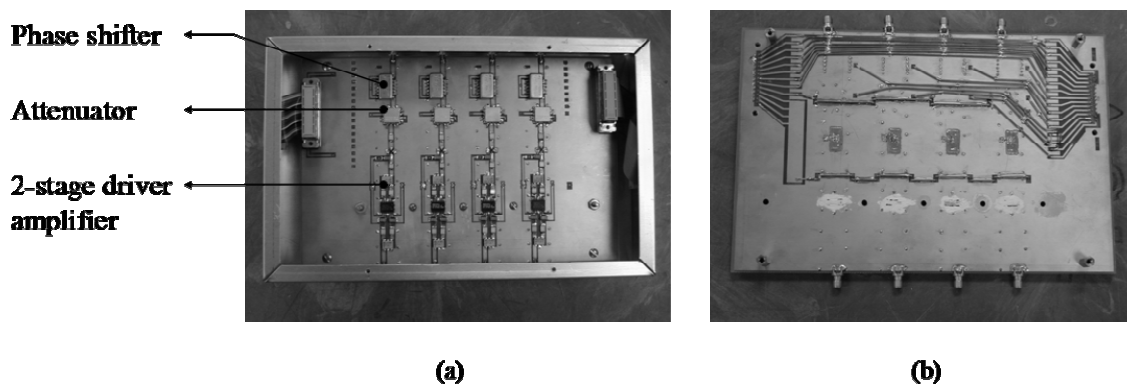 Phase shifter
Attenuator
2-stage driver
amplifier
(a)
(b)